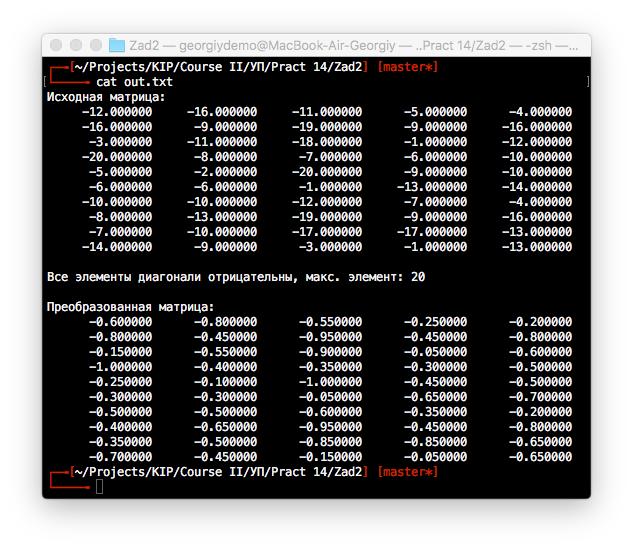 Zad2 — georgiydemo@MacBook-Air-Georgiy — ..Pract 14/Zad2 — -zsh —...
[~/Projects/KIP/Course II/УП/Pract 14/Zad2] [master*]
cat out.txt
Исходная матрица:
-12.000000 -16.000000 -11.000000 -5.000000 -4.000000
-16.000000 -9.000000 -19.000000 -9.000000 -16.000000
-3.000000 -11.000000 -18.000000 -1.000000 -12.000000
-20.000000 -8.000000 -7.000000 -6.000000 -10.000000
-5.000000 -2.000000 -20.000000 -9.000000 -10.000000
-6.000000 -6.000000 -1.000000 -13.000000 -14.000000
-10.000000 -10.000000 -12.000000 -7.000000 -4.000000
-8.000000 -13.000000 -19.000000 -9.000000 -16.000000
-7.000000 -10.000000 -17.000000 -17.000000 -13.000000
-14.000000 -9.000000 -3.000000 -1.000000 -13.000000
Все элементы диагонали отрицательны, макс. элемент: 20
Преобразованная матрица:
-0.600000 -0.800000 -0.550000 -0.250000 -0.200000
-0.800000 -0.450000 -0.950000 -0.450000 -0.800000
-0.150000 -0.550000 -0.900000 -0.050000 -0.600000
-1.000000 -0.400000 -0.350000 -0.300000 -0.500000
-0.250000 -0.100000 -1.000000 -0.450000 -0.500000
-0.300000 -0.300000 -0.050000 -0.650000 -0.700000
-0.500000 -0.500000 -0.600000 -0.350000 -0.200000
-0.400000 -0.650000 -0.950000 -0.450000 -0.800000
-0.350000 -0.500000 -0.850000 -0.850000 -0.650000
-0.700000 -0.450000 -0.150000 -0.050000 -0.650000
[~/Projects/KIP/Course II/УП/Pract 14/Zad2] [master*]